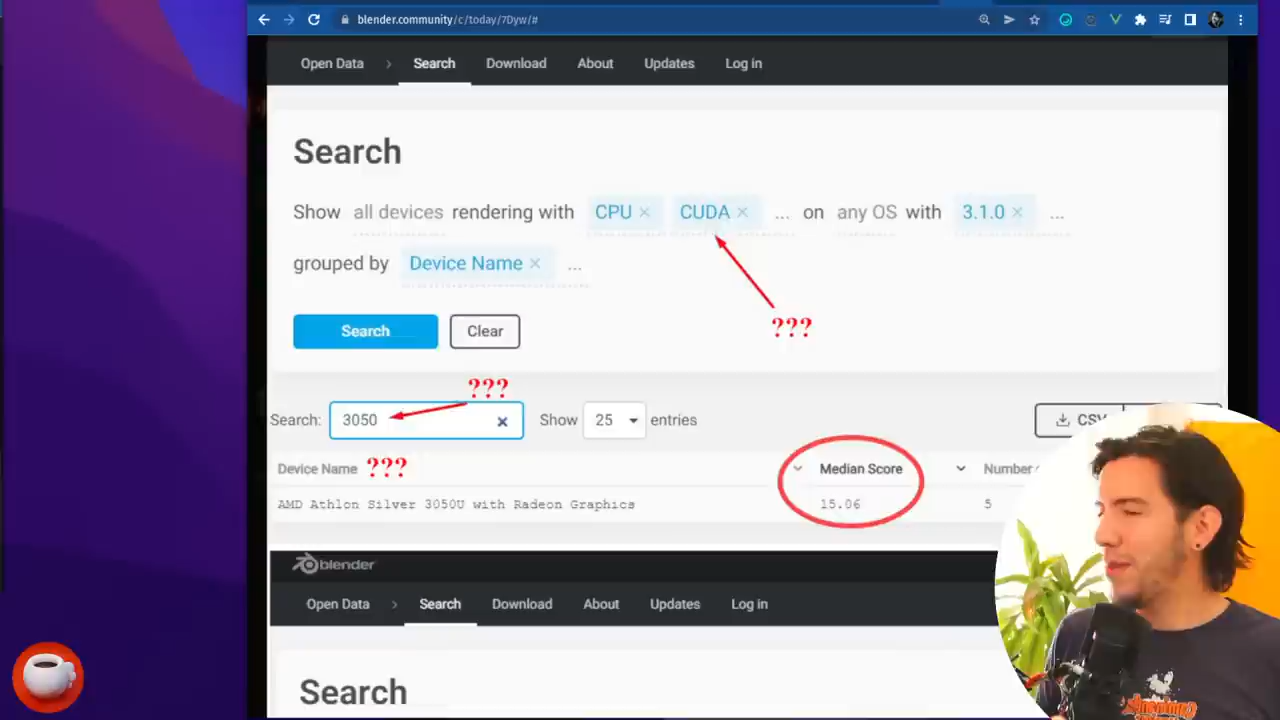 blender.community/c/today/7Dyw/#
Open Data > Search Download About Updates Log in
Search
Show all devices rendering with CPU × CUDA × ... on any OS with 3.1.0 × ...
grouped by Device Name × ...
???
Search Clear
???
Search: 3050 × Show 25 entries CSV
Device Name ??? Median Score Number
AMD Athlon Silver 3050U with Radeon Graphics 15.06 5
blender
Open Data > Search Download About Updates Log in
Search